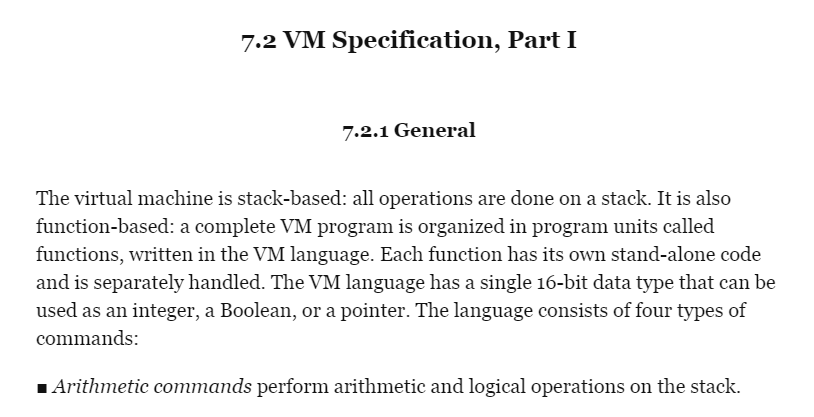 7.2 VM Specification, Part I
7.2.1 General
The virtual machine is stack-based: all operations are done on a stack. It is also
function-based: a complete VM program is organized in program units called
functions, written in the VM language. Each function has its own stand-alone code
and is separately handled. The VM language has a single 16-bit data type that can be
used as an integer, a Boolean, or a pointer. The language consists of four types of
commands:
■ Arithmetic commands perform arithmetic and logical operations on the stack.